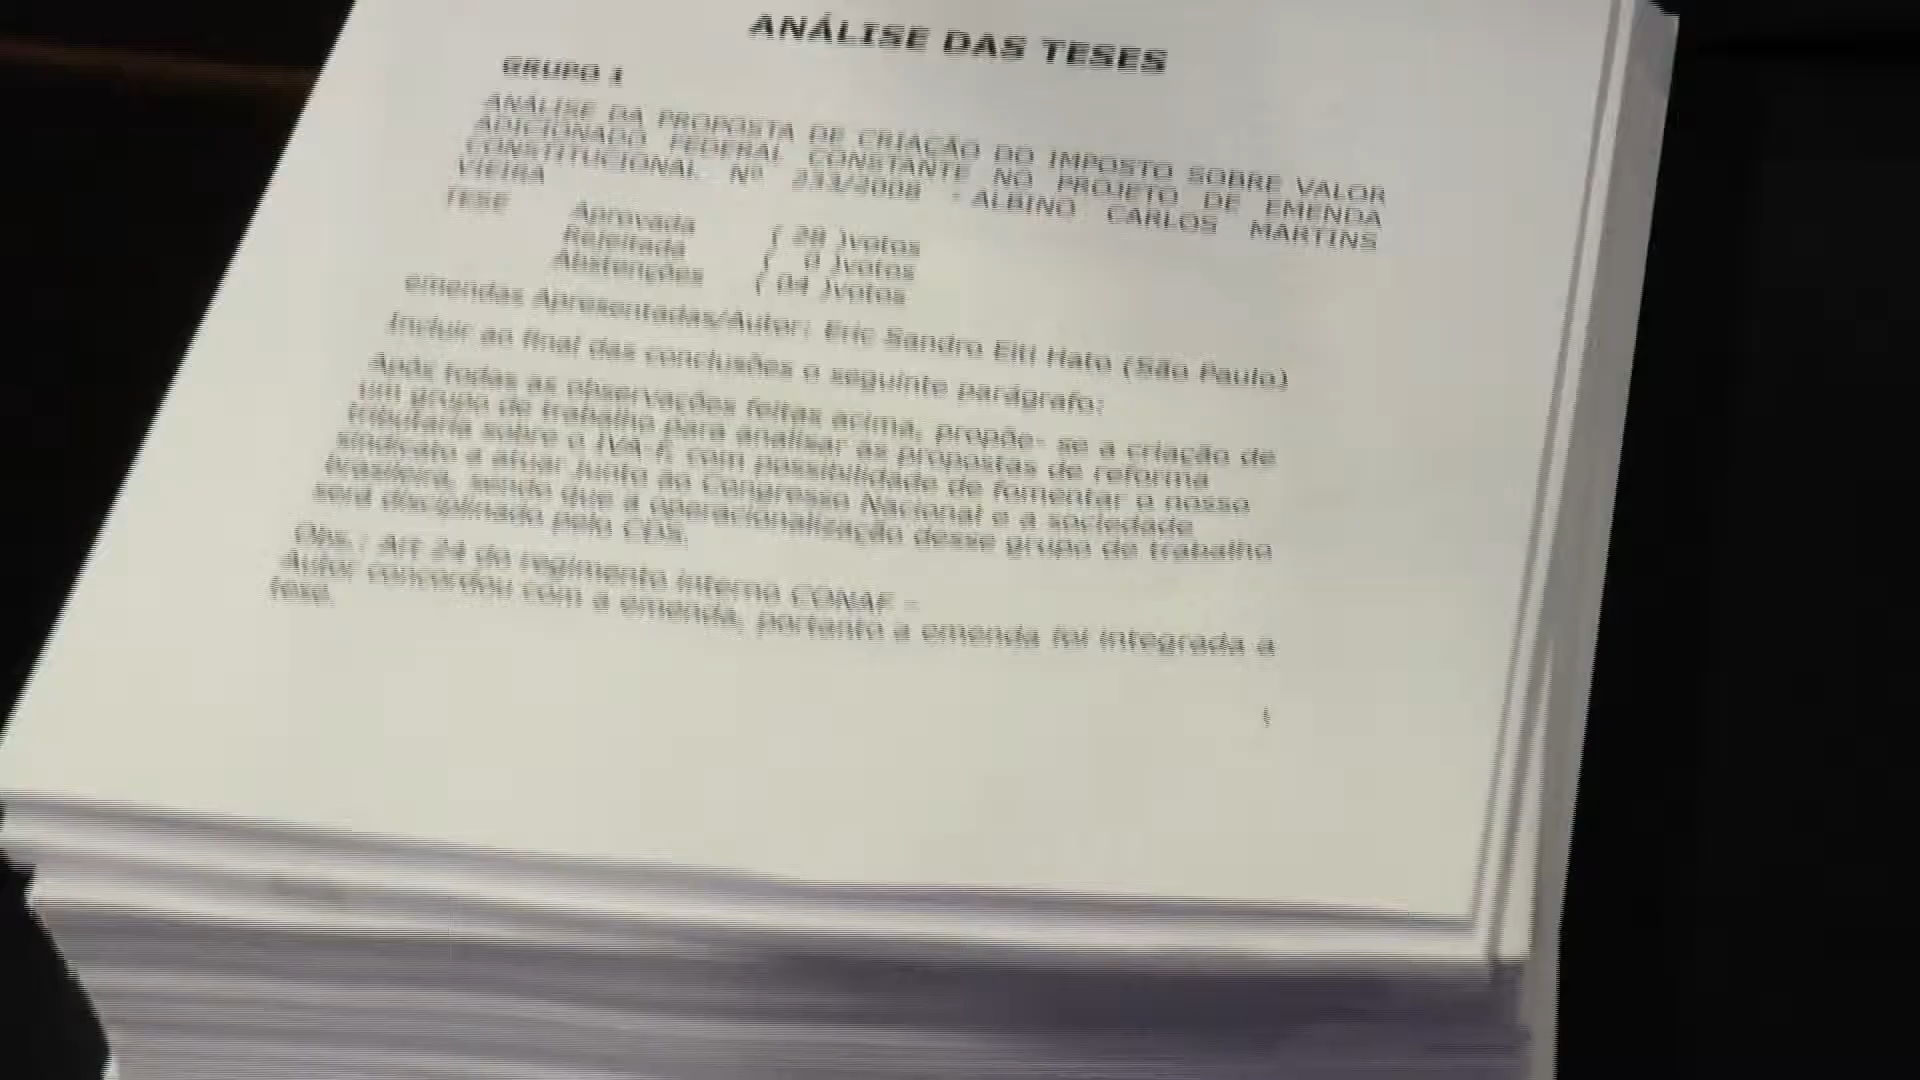 ANÁLISE DAS TESES
GRUPO 1
ANÁLISE DA PROPOSTA DE CRIAÇÃO DO IMPOSTO SOBRE VALOR
ADICIONADO FEDERAL CONSTANTE NO PROJETO DE EMENDA
CONSTITUCIONAL Nº 233/2008 - ALBINO CARLOS MARTINS
VIEIRA
TESE
Aprovada ( 28 )votos
Rejeitada ( 0 )votos
Abstenções ( 04 )votos
emendas Apresentadas/Autor: Eric Sandro Eiti Hato (São Paulo)
Incluir ao final das conclusões o seguinte parágrafo:
Após todas as observações feitas acima, propõe- se a criação de
um grupo de trabalho para analisar as propostas de reforma
tributária sobre o IVA-F, com possibilidade de fomentar o nosso
sindicato a atuar junto ao Congresso Nacional e a sociedade
Brasileira, sendo que a operacionalização desse grupo de trabalho
será disciplinado pelo CDS.
Obs.: Art 24 do regimento interno CONAF -
Autor concordou com a emenda, portanto a emenda foi integrada a
tese.